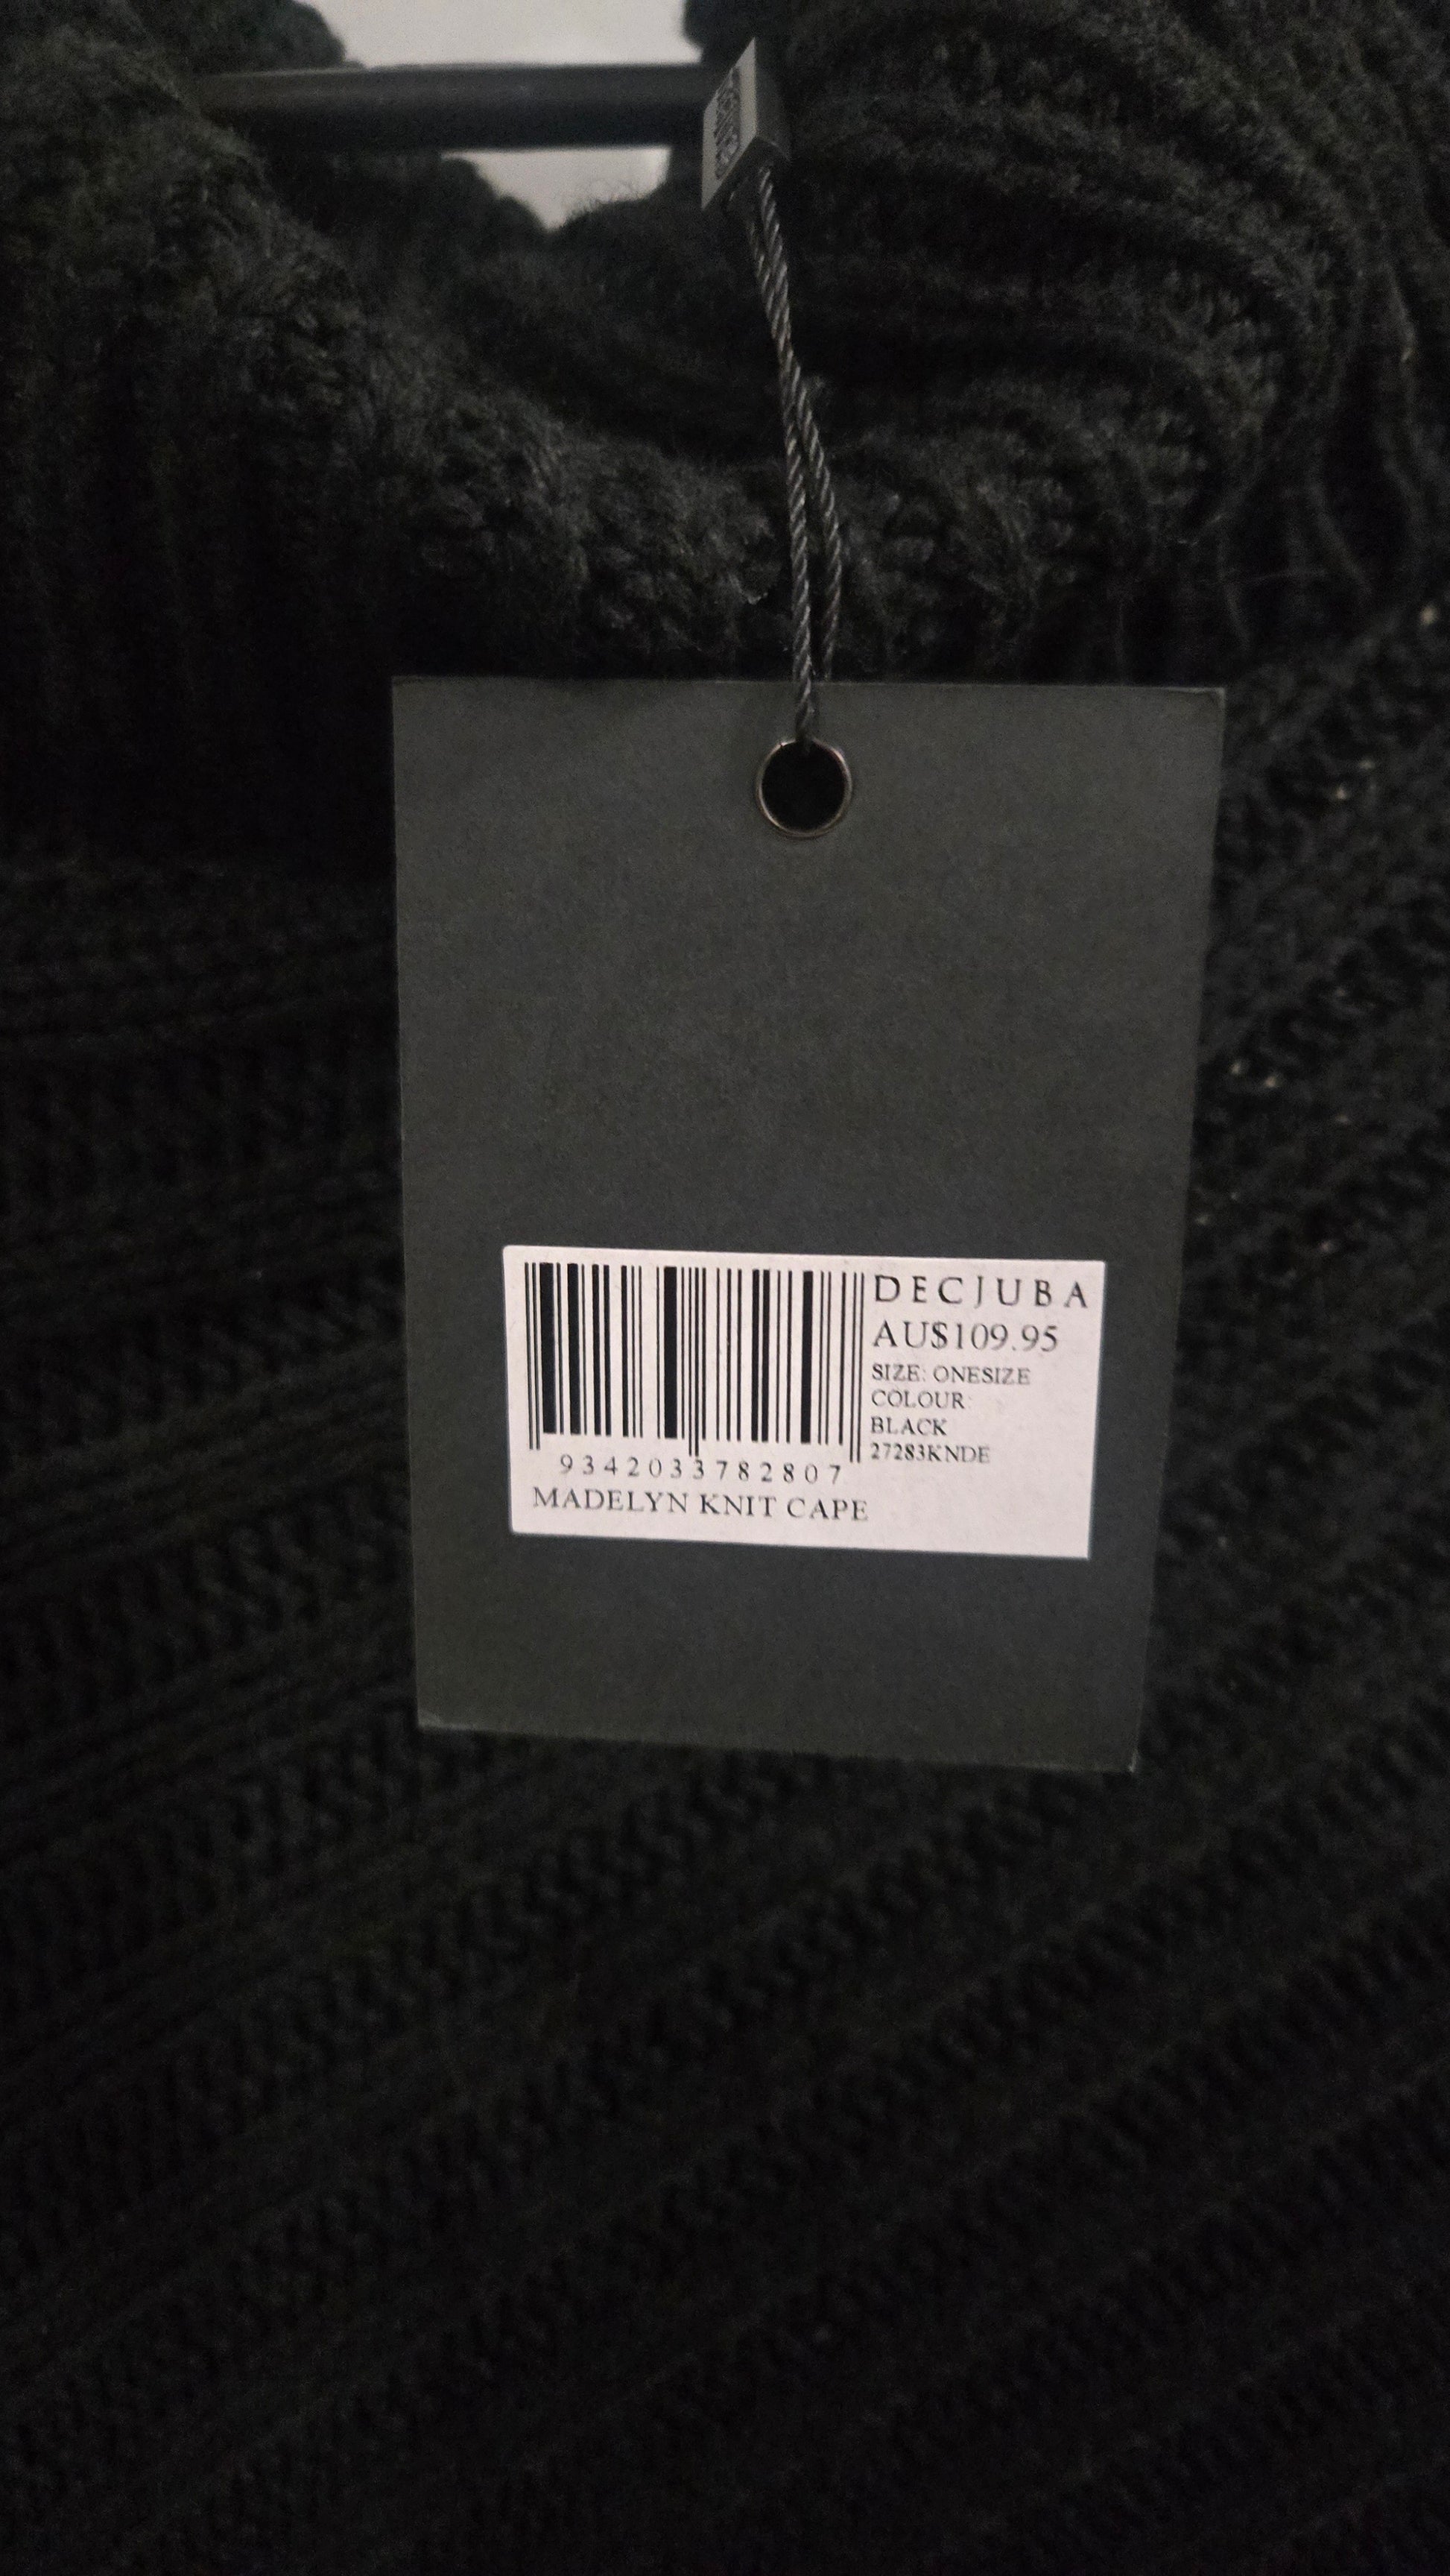 DECJUBA
AU$109.95
SIZE: ONESIZE
COLOUR:
BLACK
27283KNDE
9342033782807
MADELYN KNIT CAPE